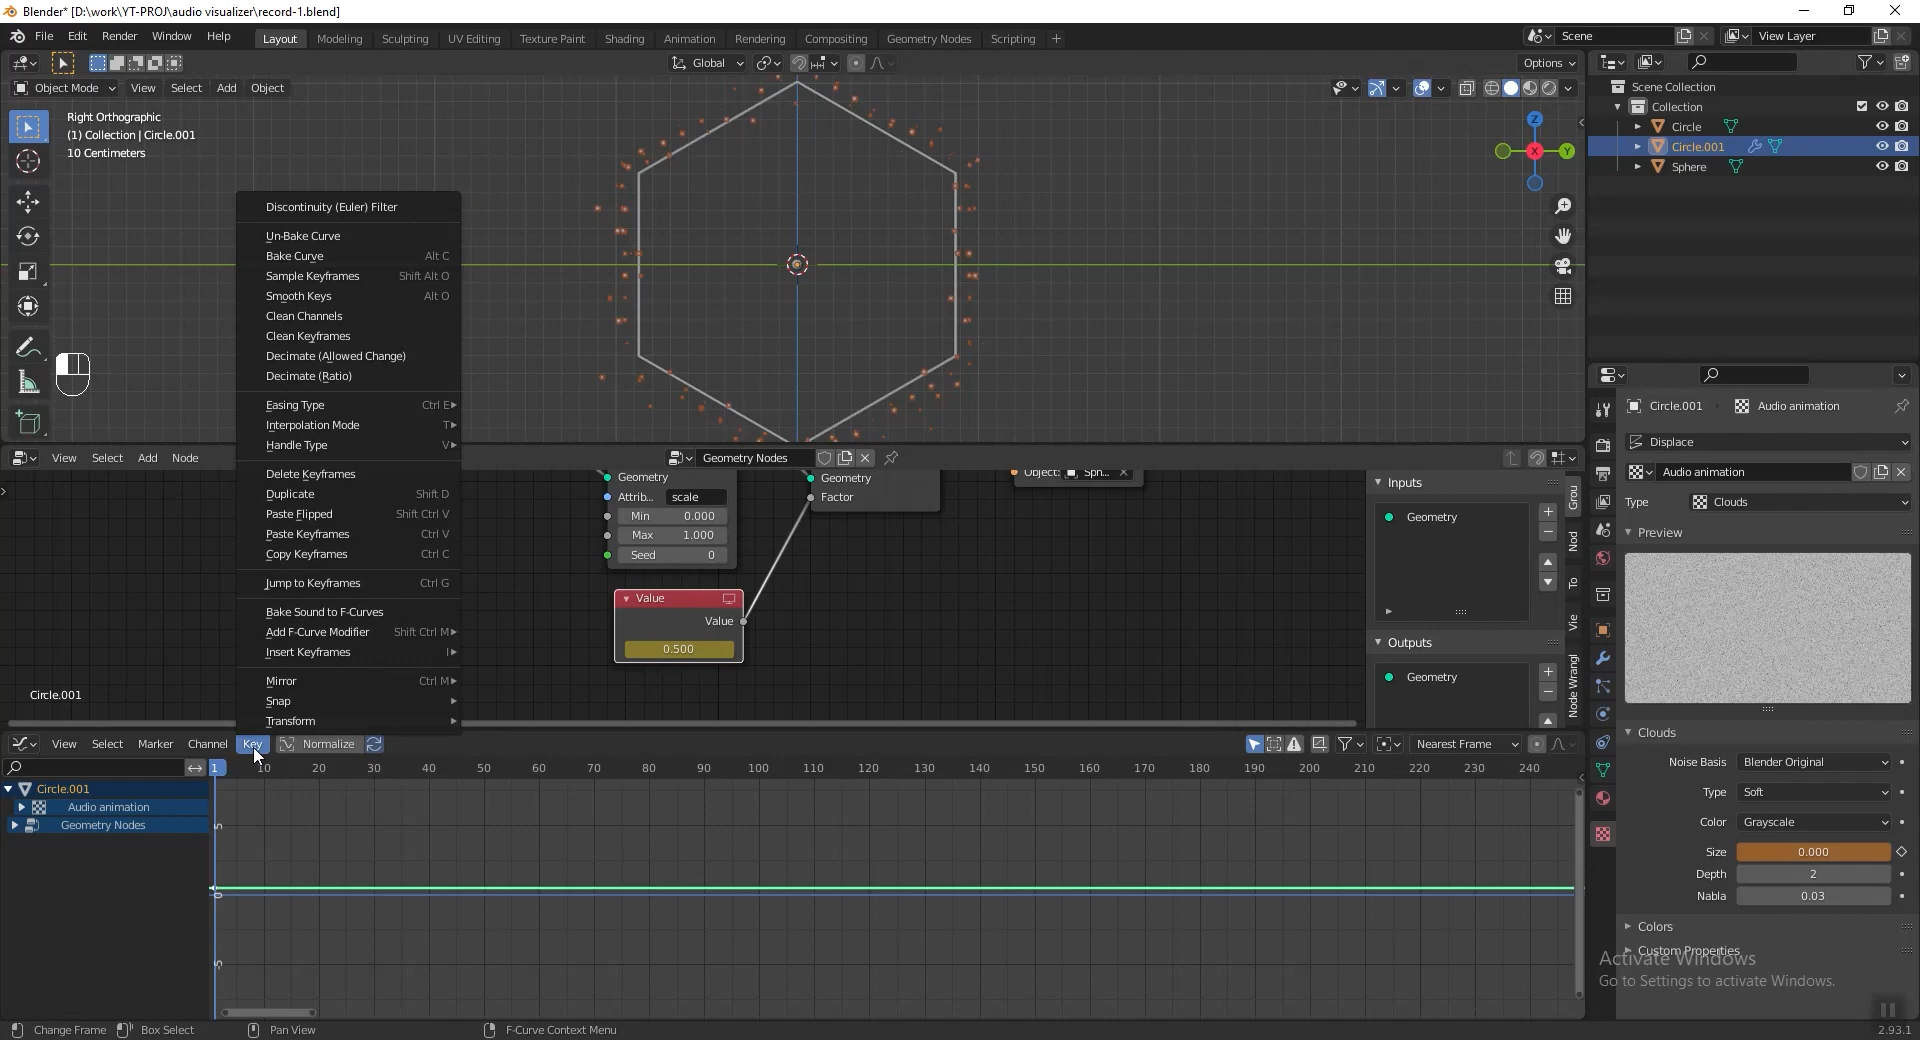 Blender* [D:\work\YT-PROJ\audio visualizer\record-1.blend]
File Edit Render Window Help Layout Modeling Sculpting UV Editing Texture Paint Shading Animation Rendering Compositing Geometry Nodes Scripting + Scene View Layer
Global Options
Object Mode View Select Add Object
Right Orthographic
(1) Collection | Circle.001
10 Centimeters
Z
X
Y
Scene Collection
Collection
Circle
Circle.001
Sphere
Discontinuity (Euler) Filter
Un-Bake Curve
Bake Curve Alt C
Sample Keyframes Shift Alt O
Smooth Keys Alt O
Clean Channels
Clean Keyframes
Decimate (Allowed Change)
Decimate (Ratio)
Easing Type Ctrl E
Interpolation Mode T
Handle Type V
Delete Keyframes
Duplicate Shift D
Paste Flipped Shift Ctrl V
Paste Keyframes Ctrl V
Copy Keyframes Ctrl C
Jump to Keyframes Ctrl G
Bake Sound to F-Curves
Add F-Curve Modifier Shift Ctrl M
Insert Keyframes I
Mirror Ctrl M
Snap
Transform
View Select Add Node Geometry Nodes
Geometry
Attrib... scale
Min 0.000
Max 1.000
Seed 0
Value
Value
0.500
Geometry
Factor
Object: Sph...
Circle.001
Inputs
Geometry
Outputs
Geometry
Grou
Nod
To
Vie
Node Wrangl
Circle.001 Audio animation
Displace
Audio animation
Type Clouds
Preview
Clouds
Noise Basis Blender Original
Type Soft
Color Grayscale
Size 0.000
Depth 2
Nabla 0.03
Colors
Custom Properties
Activate Windows
Go to Settings to activate Windows.
View Select Marker Channel Key Normalize Nearest Frame
1 10 20 30 40 50 60 70 80 90 100 110 120 130 140 150 160 170 180 190 200 210 220 230 240
Circle.001
Audio animation
Geometry Nodes
5
0
-5
Change Frame Box Select Pan View F-Curve Context Menu 2.93.1